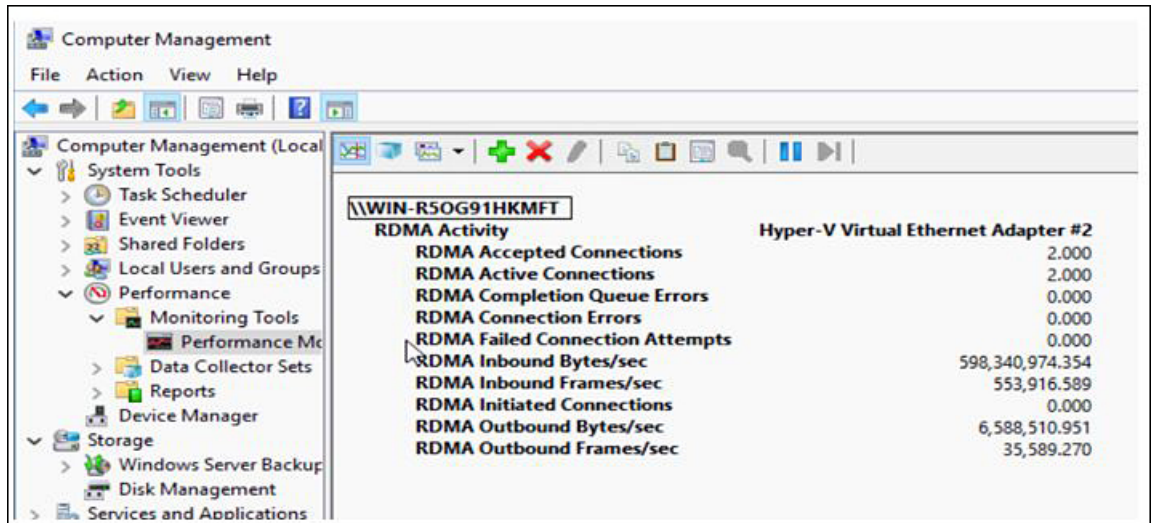 Computer Management
File Action View Help
Computer Management (Local
System Tools
Task Scheduler
Event Viewer
Shared Folders
Local Users and Groups
Performance
Monitoring Tools
Performance Mo
Data Collector Sets
Reports
Device Manager
Storage
Windows Server Backup
Disk Management
Services and Applications
\\WIN-R5OG91HKMFT
RDMA Activity Hyper-V Virtual Ethernet Adapter #2
RDMA Accepted Connections 2.000
RDMA Active Connections 2.000
RDMA Completion Queue Errors 0.000
RDMA Connection Errors 0.000
RDMA Failed Connection Attempts 0.000
RDMA Inbound Bytes/sec 598,340,974.354
RDMA Inbound Frames/sec 553,916.589
RDMA Initiated Connections 0.000
RDMA Outbound Bytes/sec 6,588,510.951
RDMA Outbound Frames/sec 35,589.270